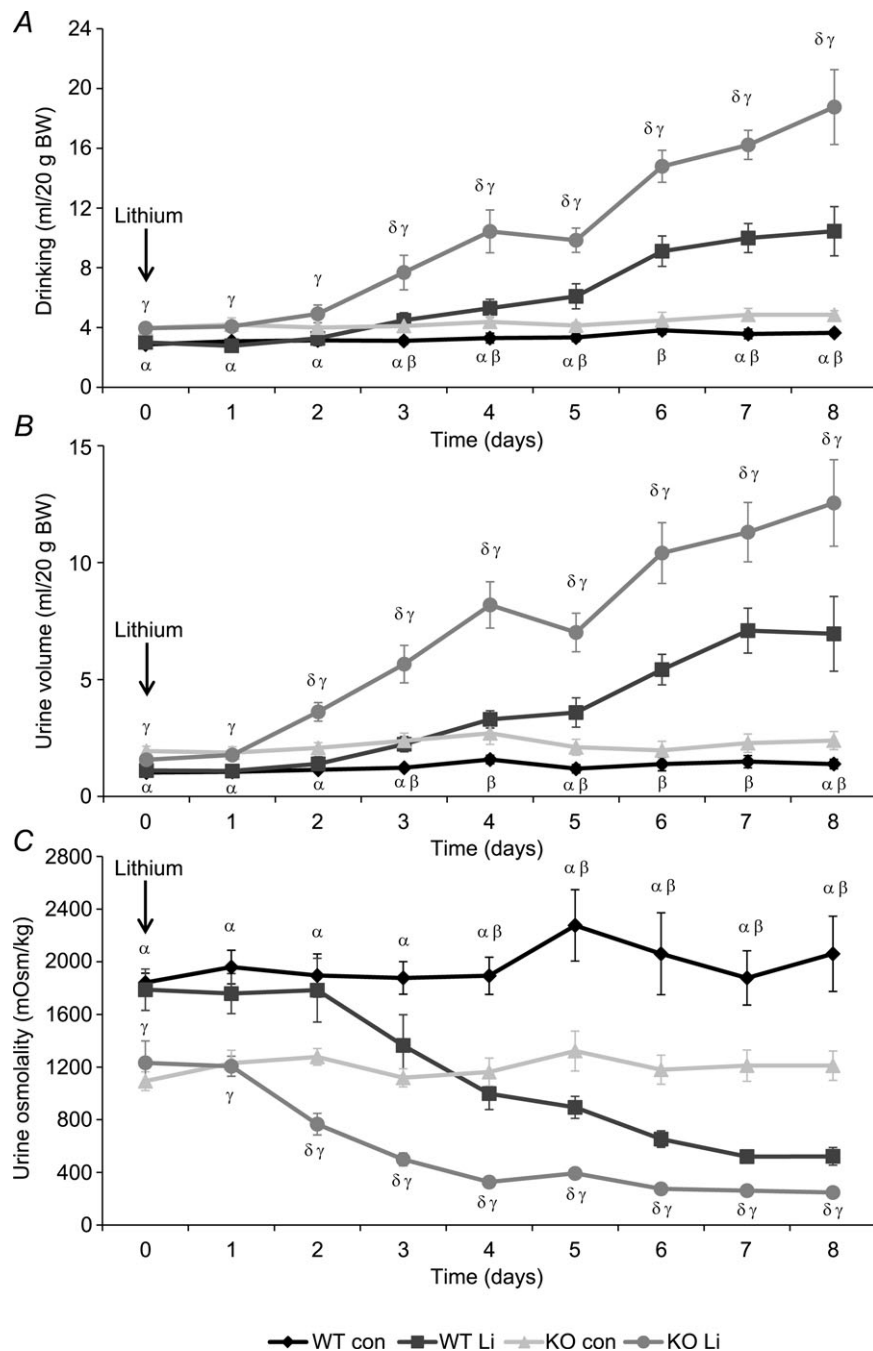 A
Drinking (ml/20 g BW)
24
20
16
12
8
4
0
Lithium
γ γ γ δ γ δ γ δ γ δ γ δ γ δ γ
α α α α β α β α β β α β α β
0 1 2 3 4 5 6 7 8
Time (days)
B
Urine volume (ml/20 g BW)
15
10
5
0
Lithium
γ γ δ γ δ γ δ γ δ γ δ γ δ γ δ γ
α α α α β β α β β β α β
0 1 2 3 4 5 6 7 8
Time (days)
C
Urine osmolality (mOsm/kg)
2800
2400
2000
1600
1200
800
400
0
Lithium
α α α α α β α β α β α β α β
γ γ δ γ δ γ δ γ δ γ δ γ δ γ δ γ
0 1 2 3 4 5 6 7 8
Time (days)
WT con WT Li KO con KO Li